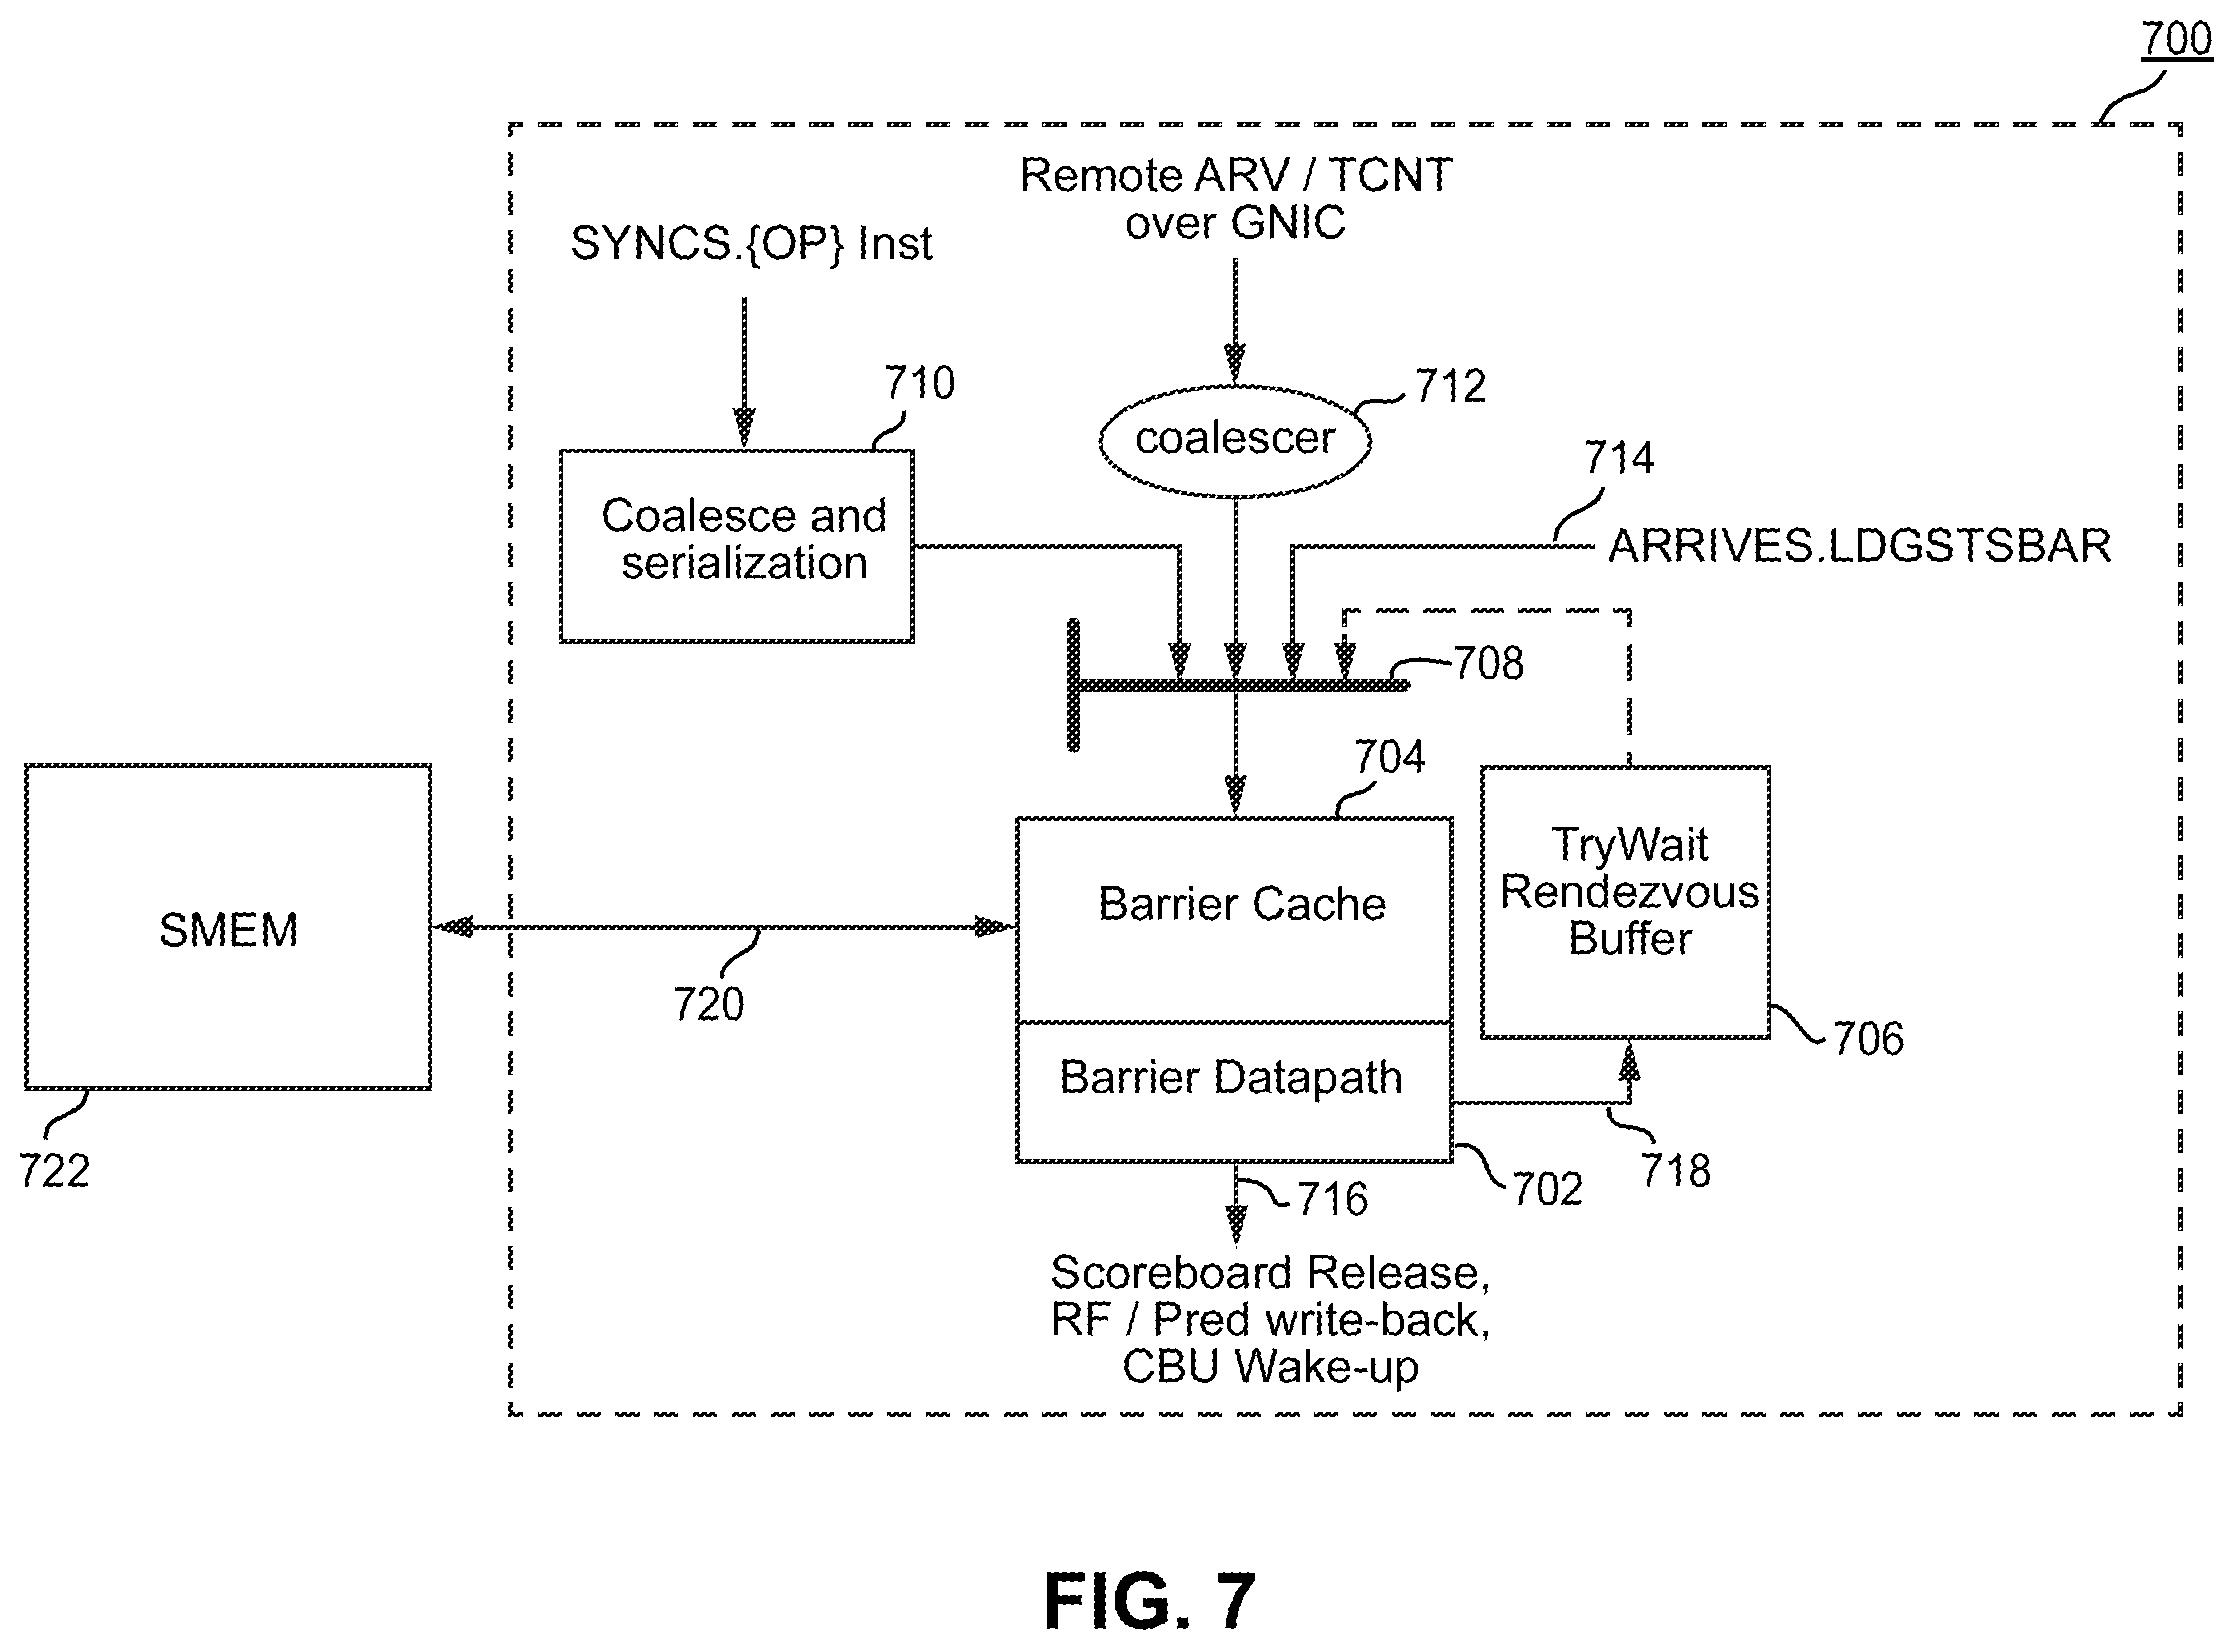 700
Remote ARV / TCNT
over GNIC
SYNCS.{OP} Inst
710
712
coalescer
714
Coalesce and
serialization
ARRIVES.LDGSTSBAR
708
704
TryWait
Rendezvous
Buffer
Barrier Cache
SMEM
720
706
Barrier Datapath
722
718
702
716
Scoreboard Release,
RF / Pred write-back,
CBU Wake-up
FIG. 7